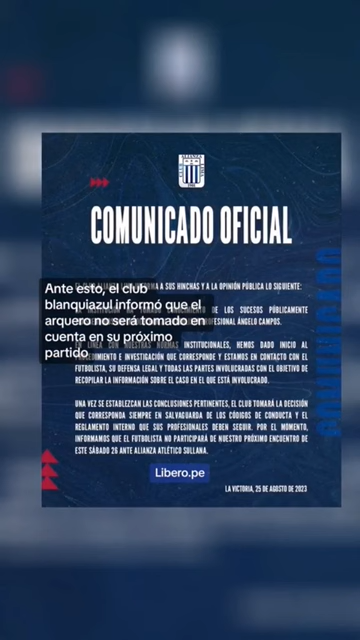 CLUB
ALIANZA
LIMA
COMUNICADO OFICIAL
A SUS HINCHAS Y A LA OPINIÓN PÚBLICA LO SIGUIENTE:
DE LOS SUCESOS PÚBLICAMENTE
PROFESIONAL ÁNGELO CAMPOS.
Ante esto, el club
blanquiazul informó que el
arquero no será tomado en
cuenta en su próximo
partido
INSTITUCIONALES, HEMOS DADO INICIO AL
E INVESTIGACIÓN QUE CORRESPONDE Y ESTAMOS EN CONTACTO CON EL
FUTBOLISTA, SU DEFENSA LEGAL Y TODAS LAS PARTES INVOLUCRADAS CON EL OBJETIVO DE
RECOPILAR LA INFORMACIÓN SOBRE EL CASO EN EL QUE ESTÁ INVOLUCRADO.
UNA VEZ SE ESTABLEZCAN LAS CONCLUSIONES PERTINENTES, EL CLUB TOMARÁ LA DECISIÓN
QUE CORRESPONDA SIEMPRE EN SALVAGUARDA DE LOS CÓDIGOS DE CONDUCTA Y EL
REGLAMENTO INTERNO QUE SUS PROFESIONALES DEBEN SEGUIR. POR EL MOMENTO,
INFORMAMOS QUE EL FUTBOLISTA NO PARTICIPARÁ DE NUESTRO PRÓXIMO ENCUENTRO DE
ESTE SÁBADO 26 ANTE ALIANZA ATLÉTICO SULLANA.
Libero.pe
LA VICTORIA, 25 DE AGOSTO DE 2023